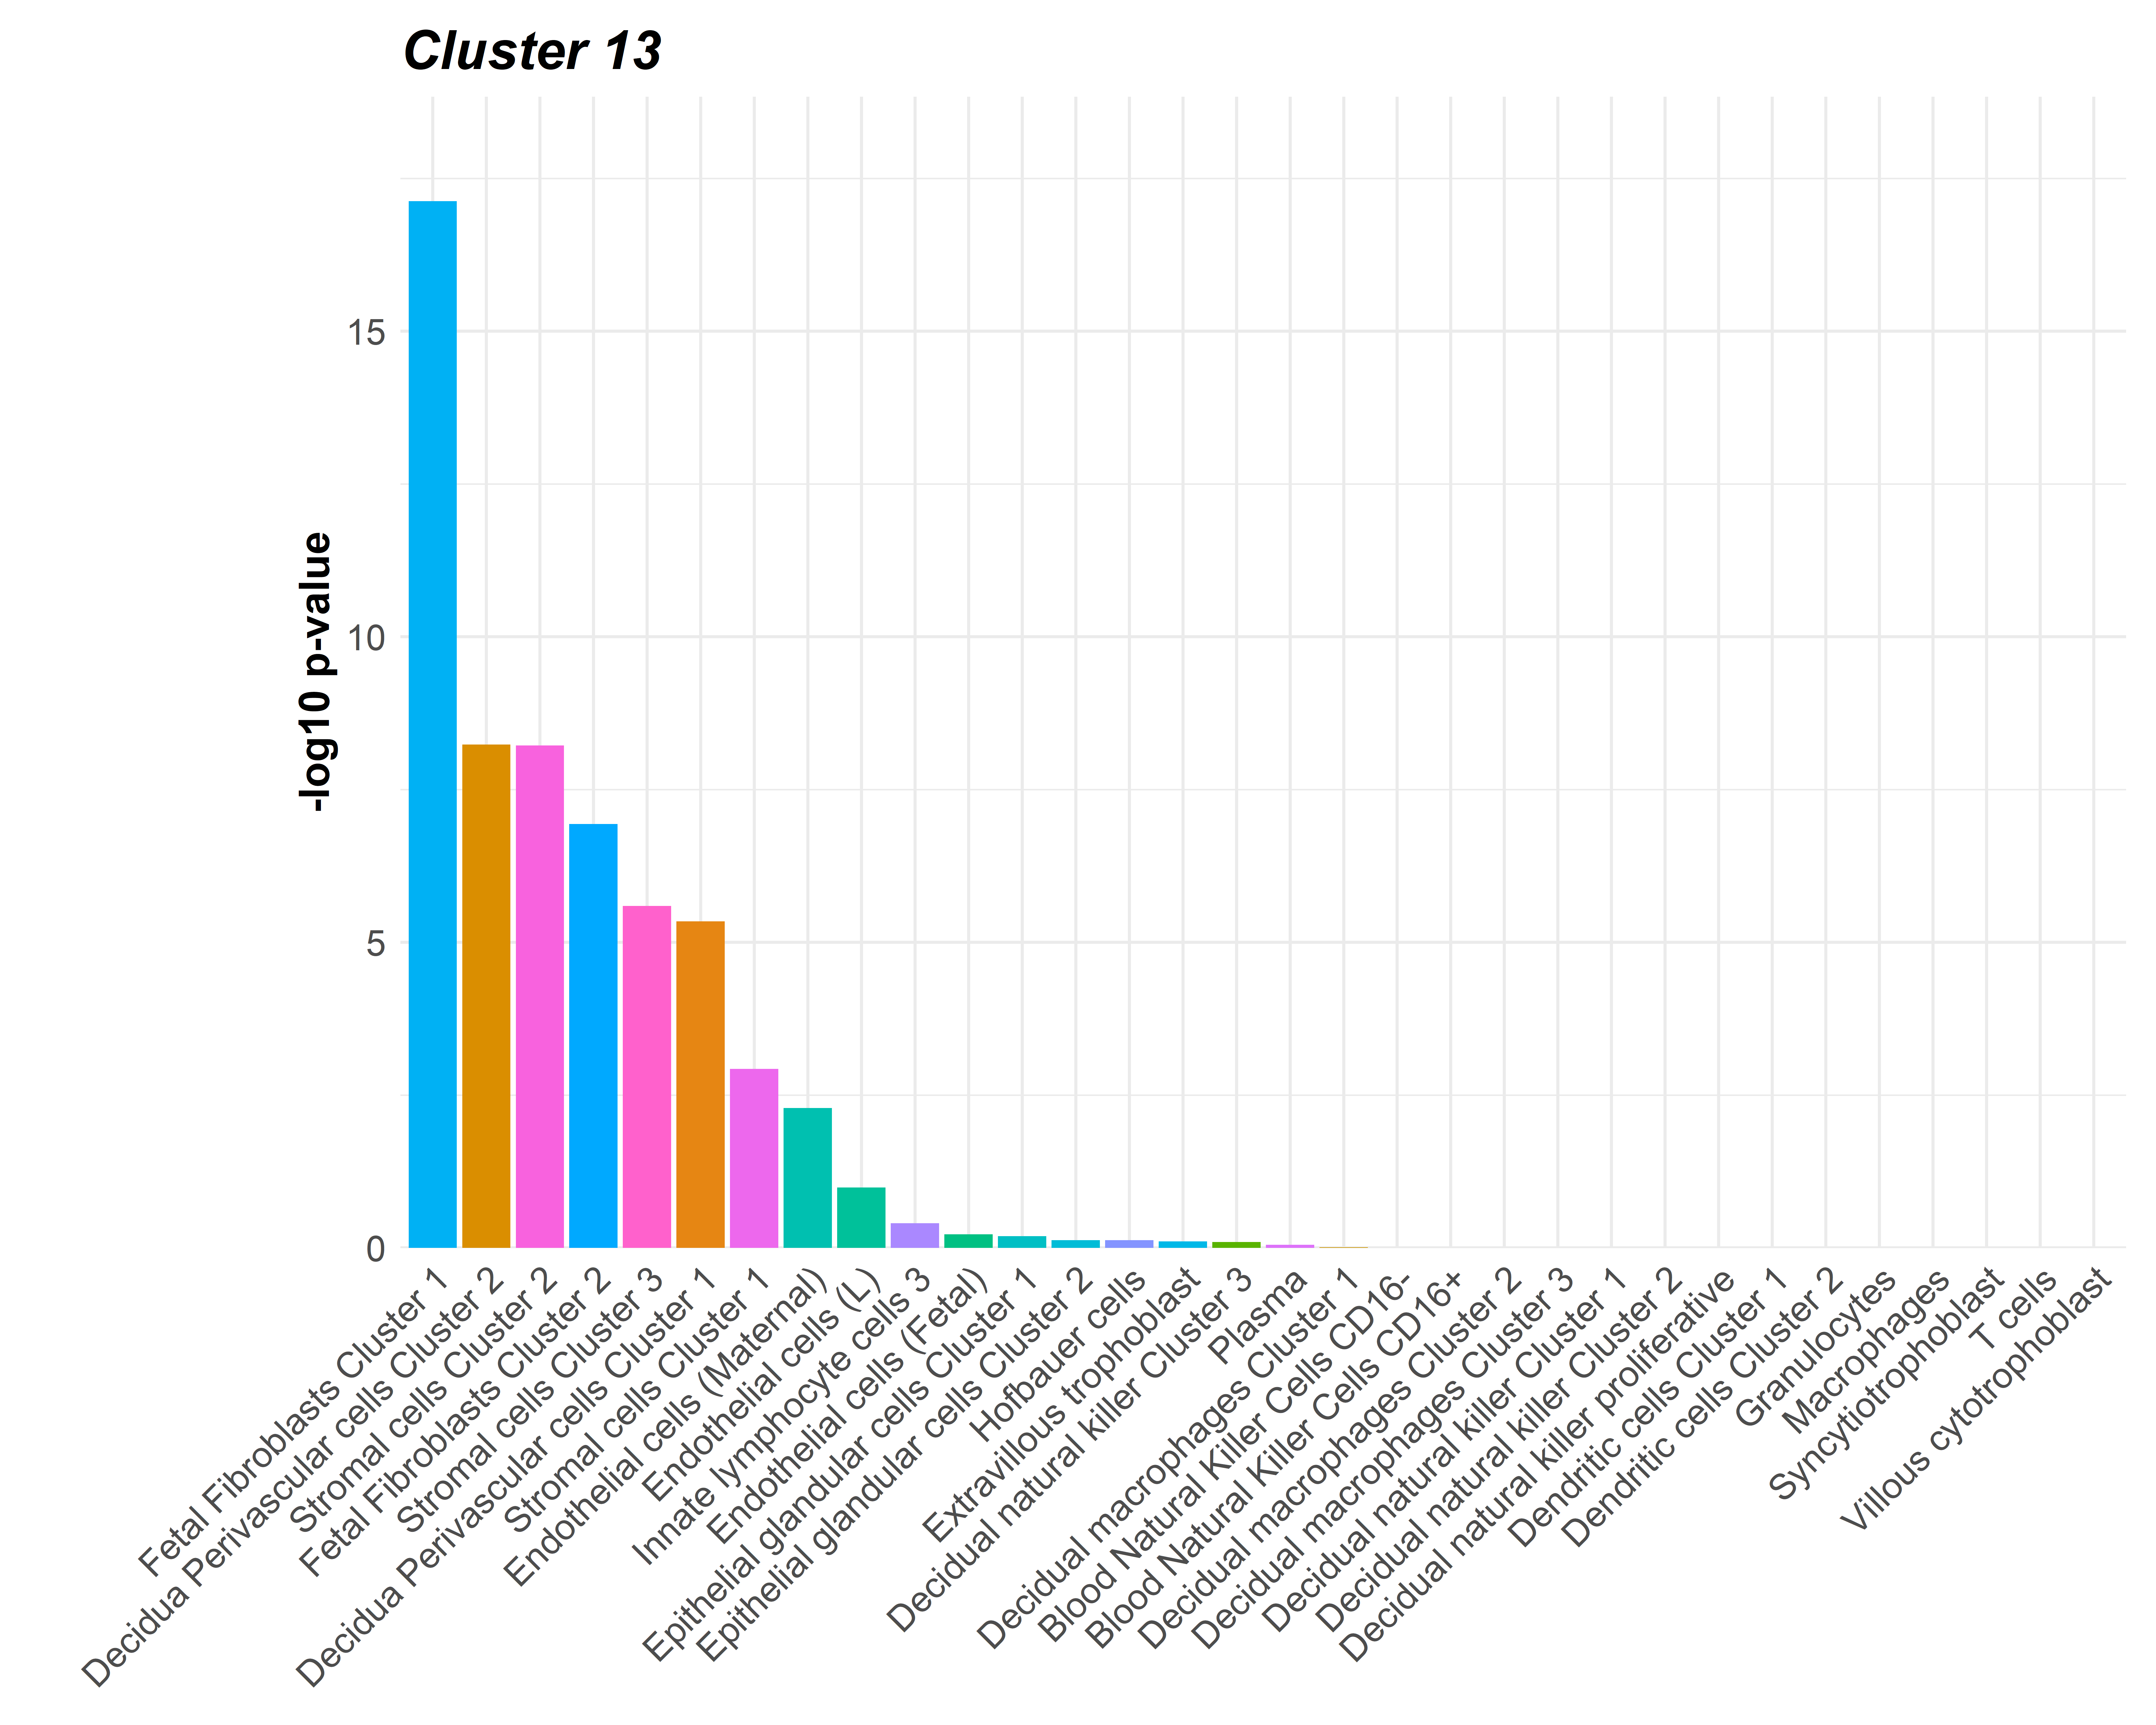 Cluster 13
-log10 p-value
15
10
5
0
Fetal Fibroblasts Cluster 1
Decidua Perivascular cells Cluster 2
Stromal cells Cluster 2
Fetal Fibroblasts Cluster 2
Stromal cells Cluster 3
Decidua Perivascular cells Cluster 1
Stromal cells Cluster 1
Endothelial cells (Maternal)
Endothelial cells (L)
Innate lymphocyte cells 3
Endothelial cells (Fetal)
Epithelial glandular cells Cluster 1
Epithelial glandular cells Cluster 2
Hofbauer cells
Extravillous trophoblast
Decidual natural killer Cluster 3
Plasma
Decidual macrophages Cluster 1
Blood Natural Killer Cells CD16-
Blood Natural Killer Cells CD16+
Decidual macrophages Cluster 2
Decidual macrophages Cluster 3
Decidual natural killer Cluster 1
Decidual natural killer Cluster 2
Decidual natural killer proliferative
Dendritic cells Cluster 1
Dendritic cells Cluster 2
Granulocytes
Macrophages
Syncytiotrophoblast
T cells
Villous cytotrophoblast